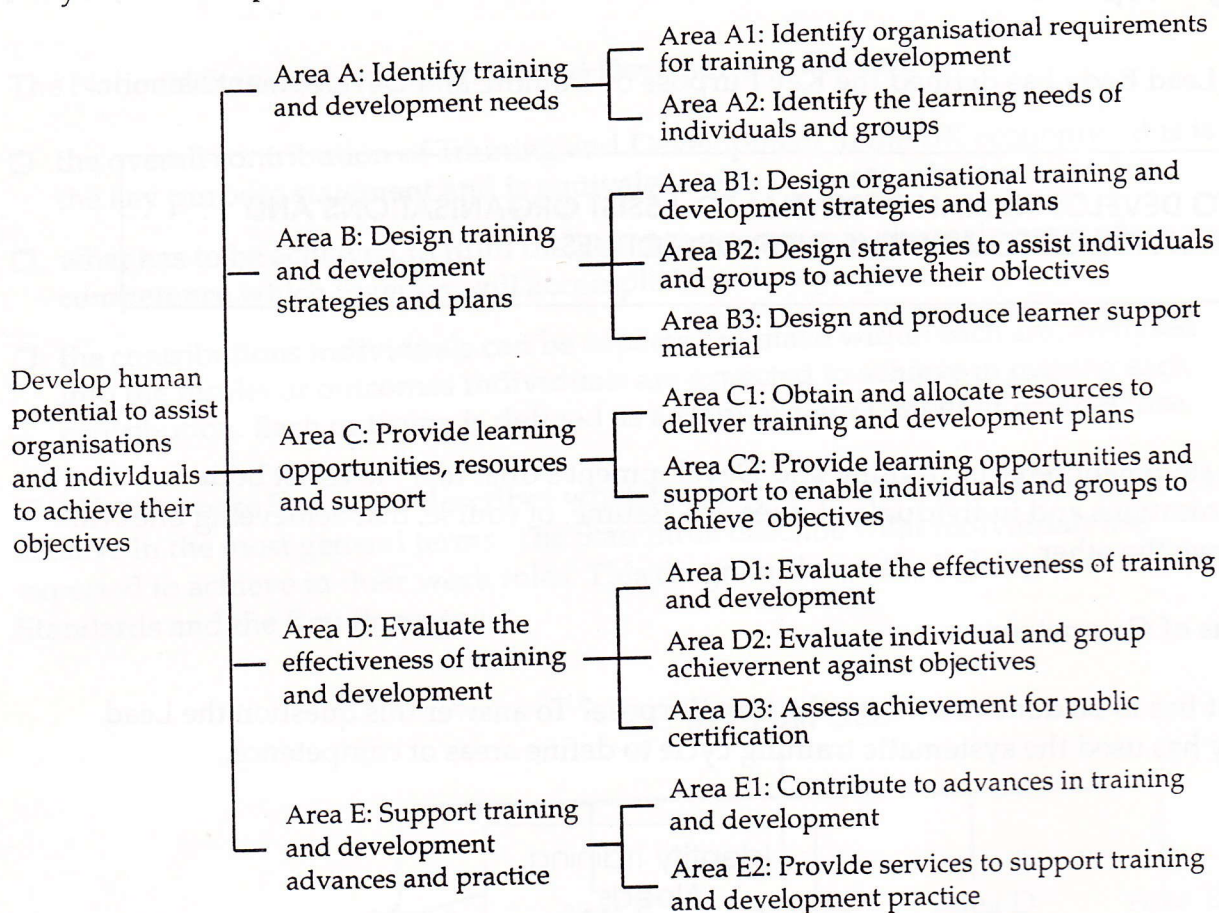 Area A1: Identify organisational requirements
for training and development
Area A: Identify training
and development needs
Area A2: Identify the learning needs of
individuals and groups
Area B1: Design organisational training and
development strategies and plans
Area B: Design training
and development
strategies and plans
Area B2: Design strategies to assist individuals
and groups to achieve their oblectives
Area B3: Design and produce learner support
material
Develop human
potential to assist
organisations
and indivlduals
to achieve their
objectives
Area C1: Obtain and allocate resources to
dellver training and development plans
Area C: Provide learning
opportunities, resources
and support
Area C2: Provide learning opportunities and
support to enable individuals and groups to
achieve objectives
Area D1: Evaluate the effectiveness of training
and development
Area D: Evaluate the
effectiveness of training
and development
Area D2: Evaluate individual and group
achievernent against objectives
Area D3: Assess achievement for public
certification
Area E1: Contribute to advances in training
and development
Area E: Support training
and development
advances and practice
Area E2: Provide services to support training
and development practice